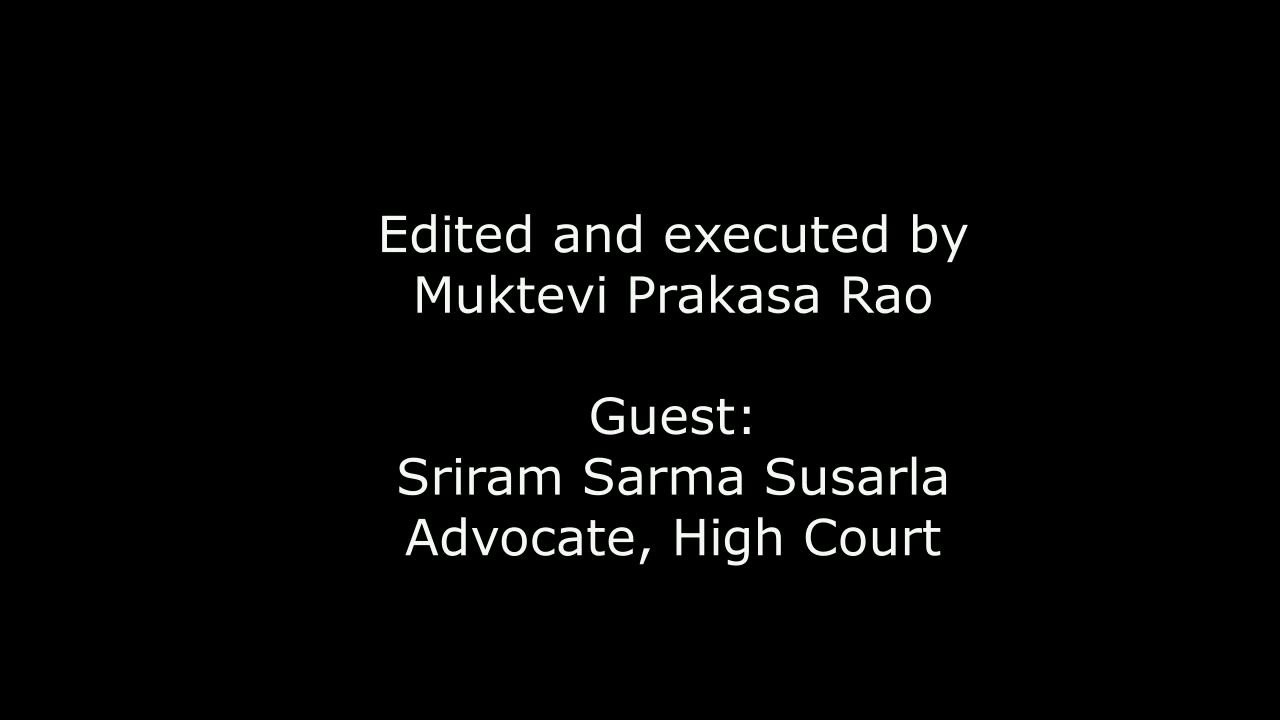 Edited and executed by
Muktevi Prakasa Rao
Guest:
Sriram Sarma Susarla
Advocate, High Court